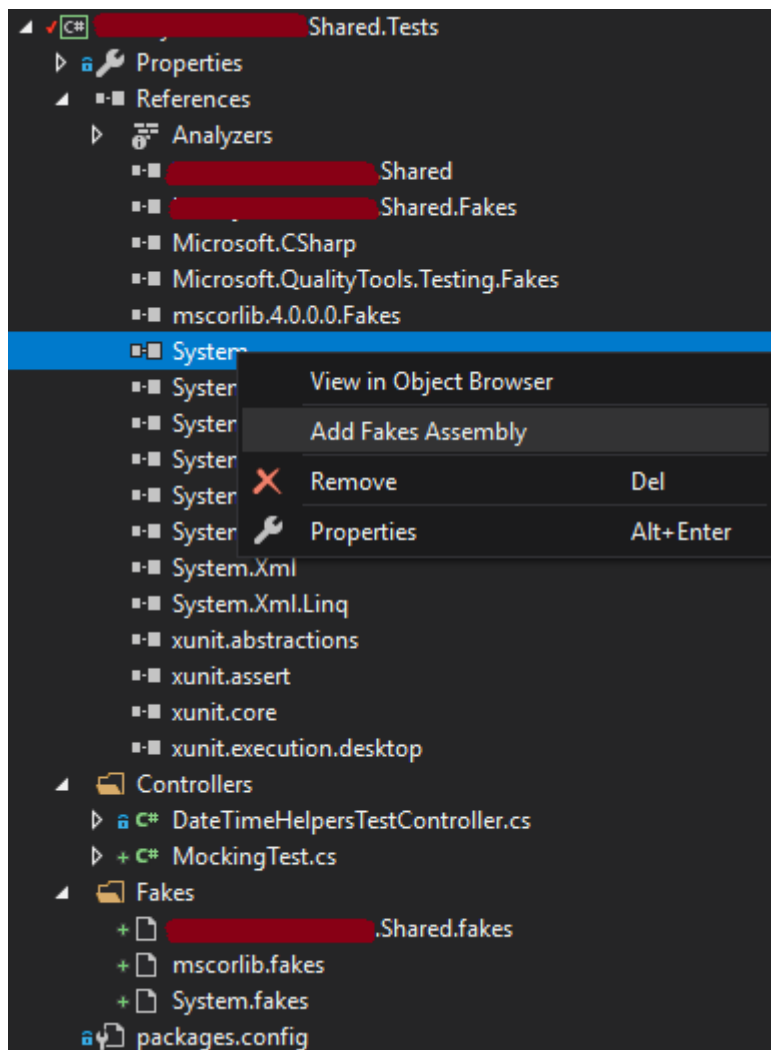 C# Shared.Tests
Properties
References
Analyzers
.Shared
.Shared.Fakes
Microsoft.CSharp
Microsoft.QualityTools.Testing.Fakes
mscorlib.4.0.0.0.Fakes
System
View in Object Browser
Add Fakes Assembly
Remove Del
Properties Alt+Enter
System.Xml
System.Xml.Linq
xunit.abstractions
xunit.assert
xunit.core
xunit.execution.desktop
Controllers
C# DateTimeHelpersTestController.cs
+ C# MockingTest.cs
Fakes
+ .Shared.fakes
+ mscorlib.fakes
+ System.fakes
packages.config